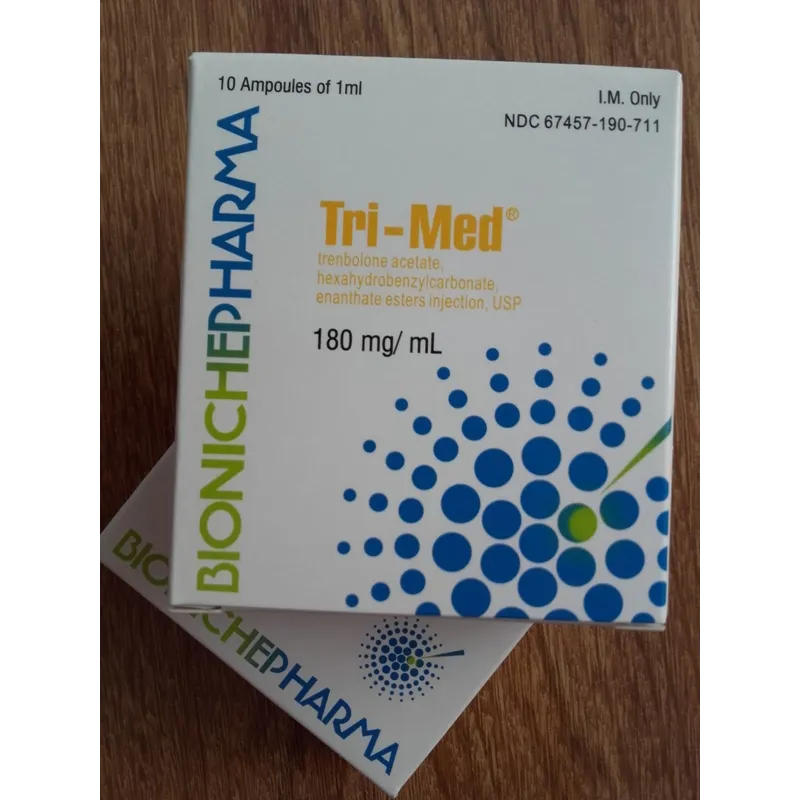 10 Ampoules of 1ml
I.M. Only
NDC 67457-190-711
BIONICHEPHARMA
Tri-Med®
trenbolone acetate,
hexahydrobenzylcarbonate,
enanthate esters injection, USP
180 mg/ mL
BIONICHEPHARMA